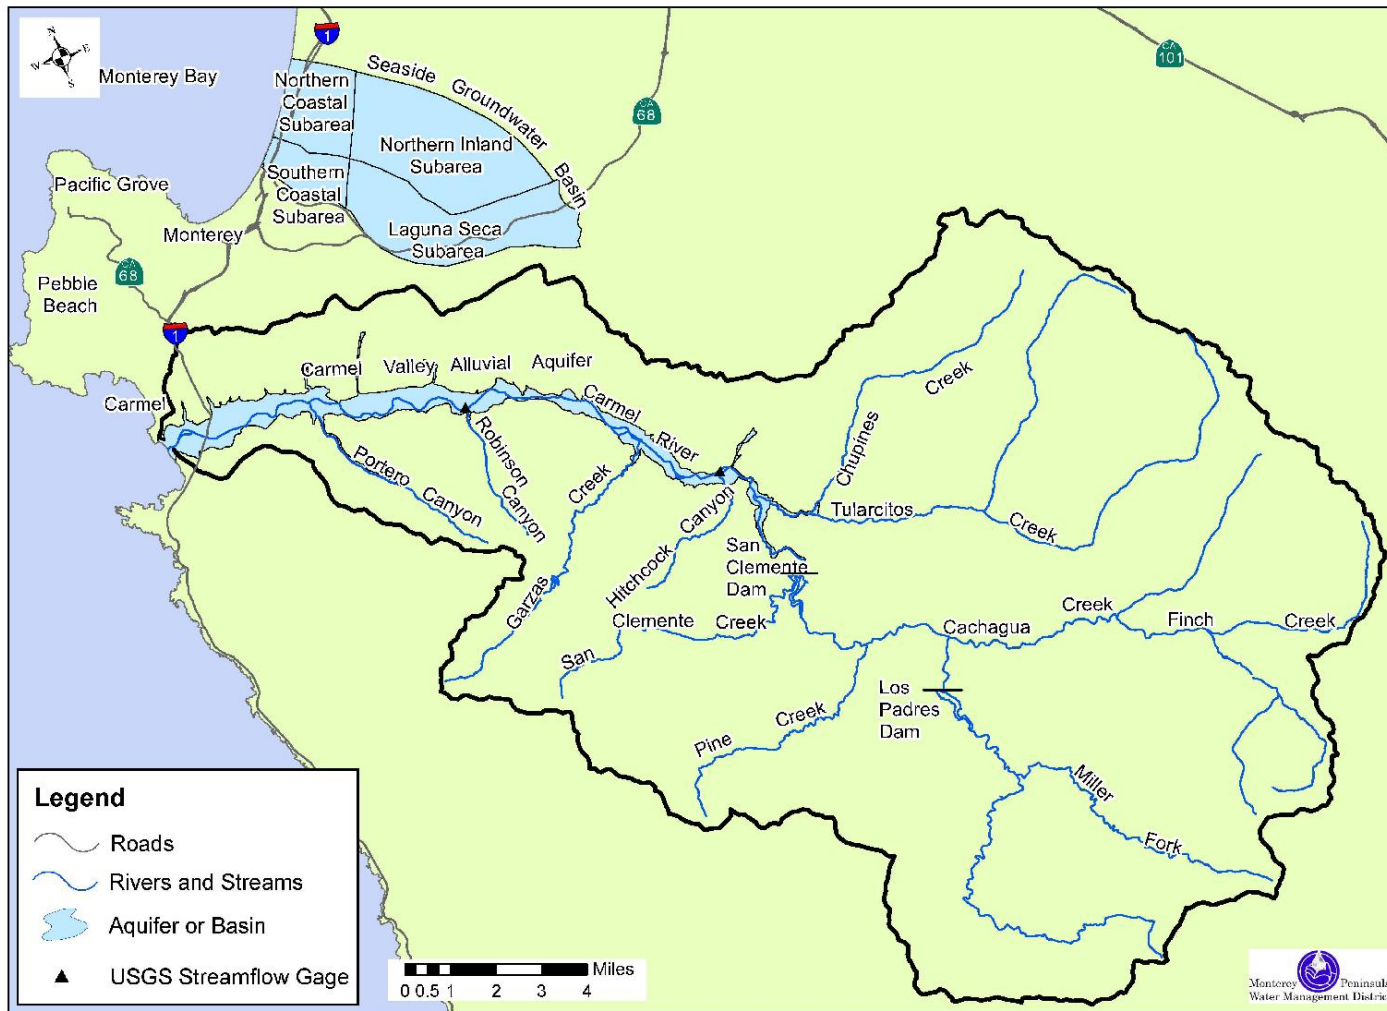 N
E
W
S
Monterey Bay
1
CA
101
Seaside Groundwater Basin
CA
68
Northern
Coastal
Subarea
Northern Inland
Subarea
Southern
Coastal
Subarea
Laguna Seca
Subarea
Pacific Grove
Monterey
CA
68
Pebble
Beach
1
Carmel
Carmel Valley Alluvial Aquifer
Carmel River
Portero Canyon
Robinson Canyon
Garzas Creek
Hitchcock Canyon
Chupines Creek
Tularcitos Creek
San
Clemente
Dam
San Clemente Creek
Cachagua Creek
Finch Creek
Pine Creek
Los
Padres
Dam
Miller Fork
Legend
Roads
Rivers and Streams
Aquifer or Basin
USGS Streamflow Gage
Miles
0 0.5 1 2 3 4
Monterey Peninsula
Water Management District